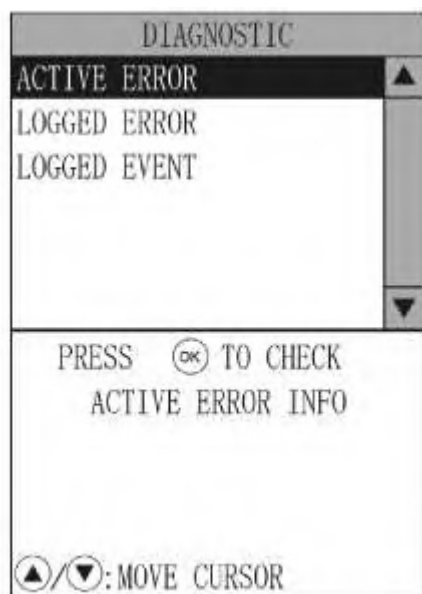 DIAGNOSTIC
ACTIVE ERROR
LOGGED ERROR
LOGGED EVENT
PRESS OK TO CHECK
ACTIVE ERROR INFO
▲/▼: MOVE CURSOR